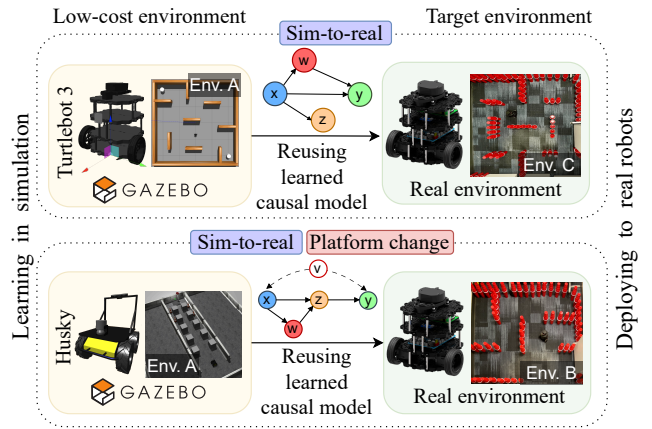 Low-cost environment
Target environment
Sim-to-real
Learning in simulation
Turtlebot 3
Env. A
GAZEBO
w
x
y
z
Reusing
learned
causal model
Env. C
Real environment
Deploying to real robots
Sim-to-real
Platform change
Husky
Env. A
GAZEBO
v
x
z
y
w
Reusing
learned
causal model
Env. B
Real environment